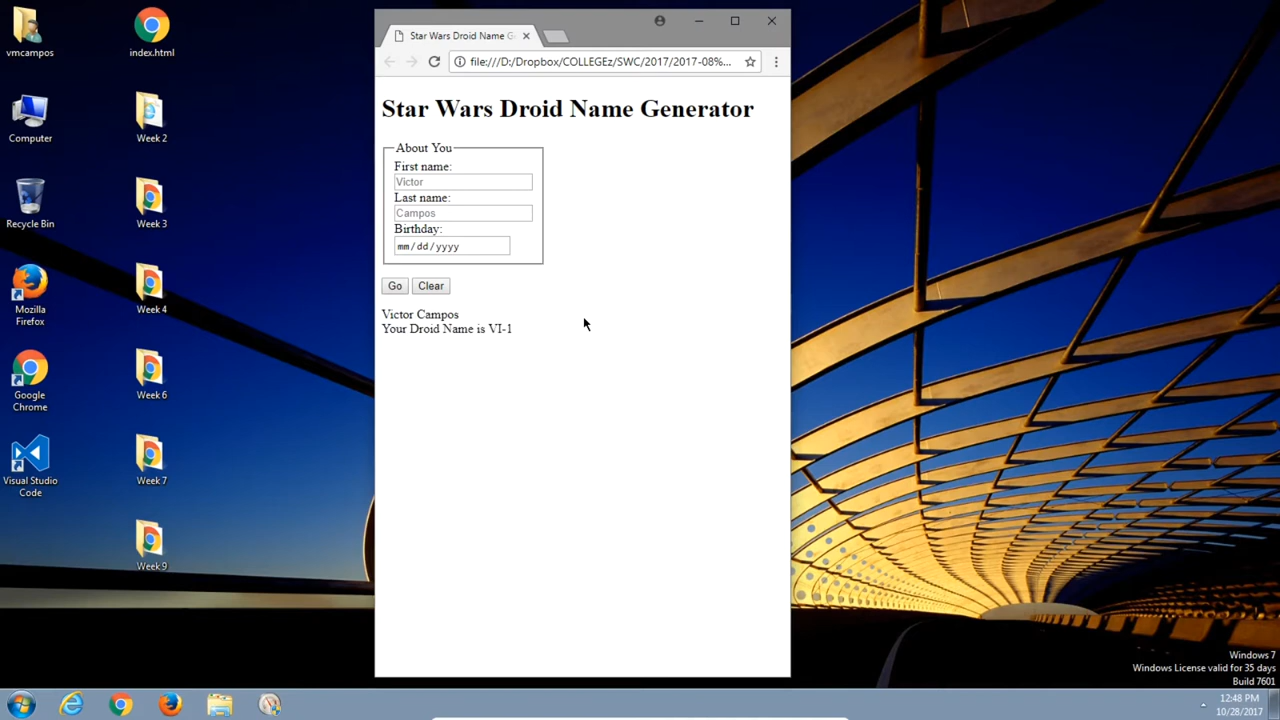 vmcampos
index.html
Computer
Week 2
Recycle Bin
Week 3
Mozilla
Firefox
Week 4
Google
Chrome
Week 6
Visual Studio
Code
Week 7
Week 9
Star Wars Droid Name G
file:///D:/Dropbox/COLLEGEz/SWC/2017/2017-08%...
Star Wars Droid Name Generator
About You
First name:
Victor
Last name:
Campos
Birthday:
mm/dd/yyyy
Go
Clear
Victor Campos
Your Droid Name is VI-1
Windows 7
Windows License valid for 35 days
Build 7601
12:48 PM
10/28/2017